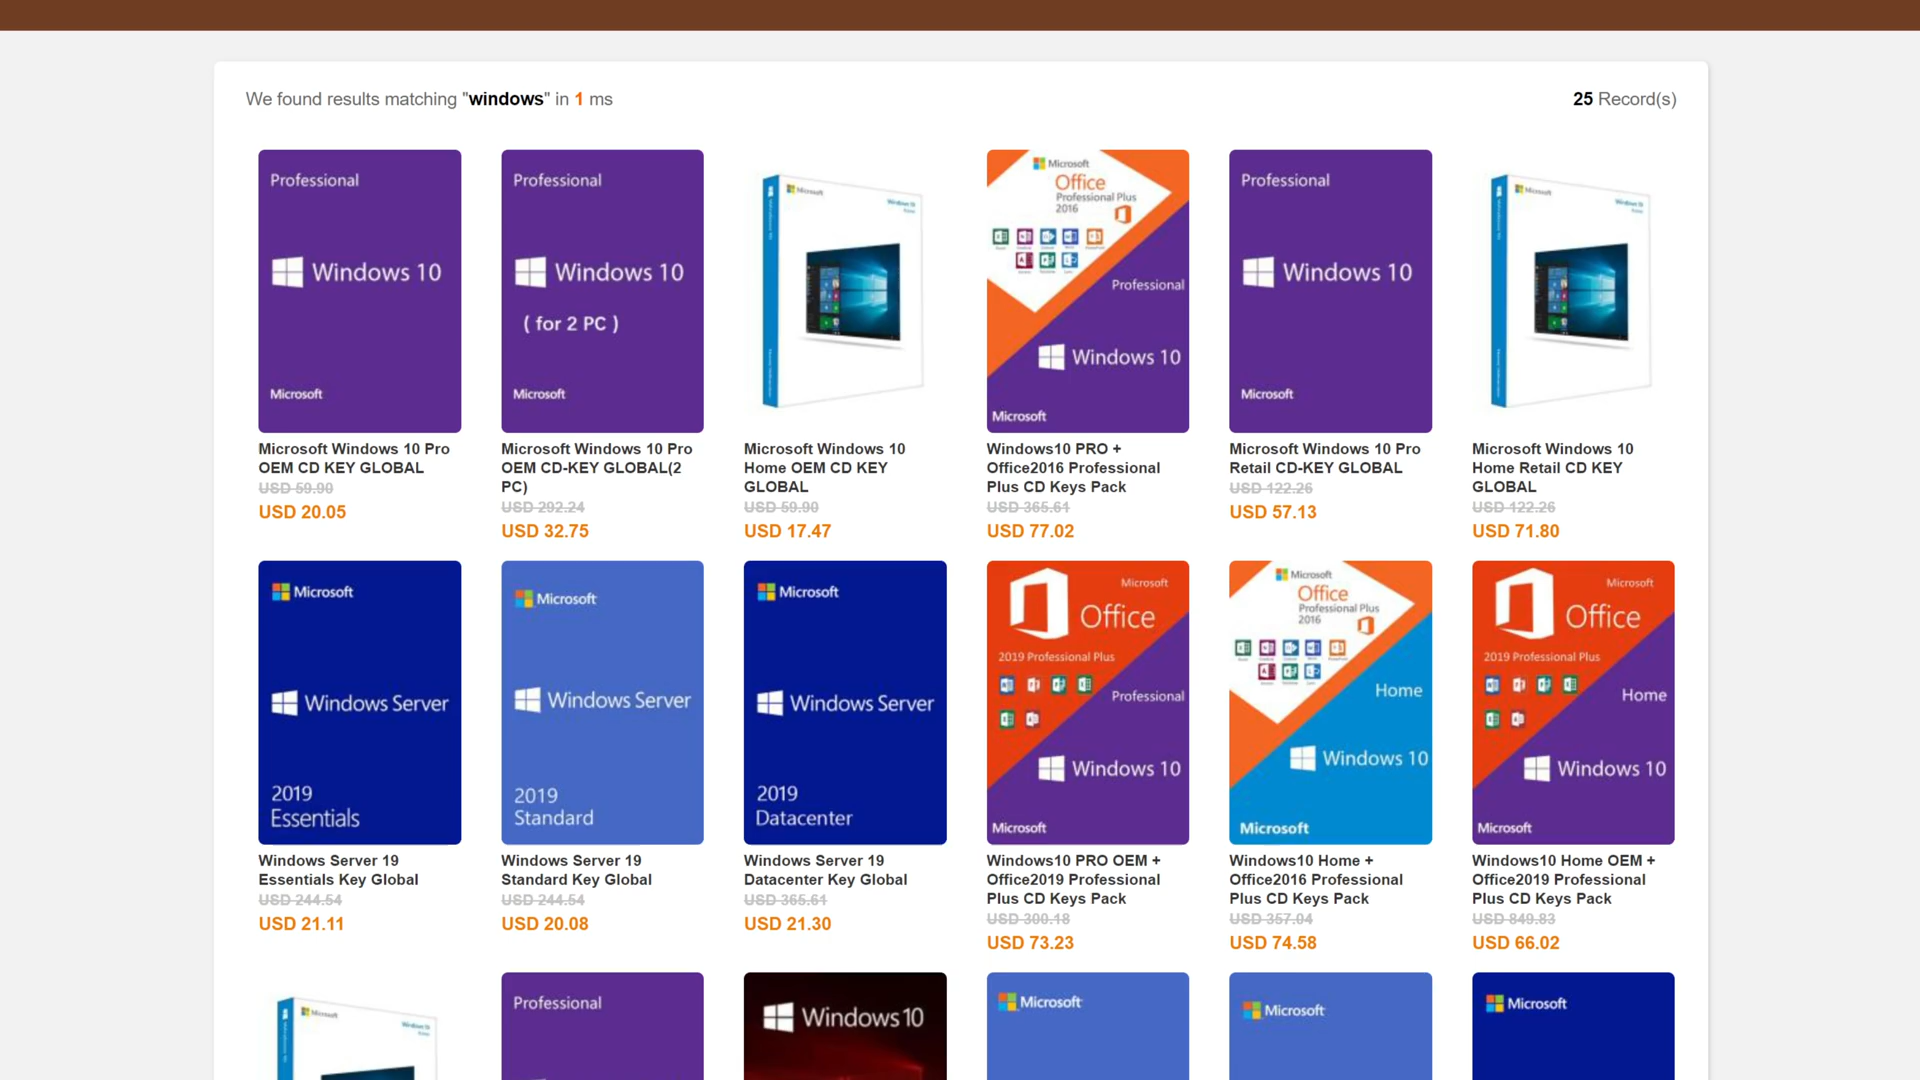 We found results matching "windows" in 1 ms
25 Record(s)
Professional
Windows 10
Microsoft
Microsoft Windows 10 Pro
OEM CD KEY GLOBAL
USD 59.90
USD 20.05
Professional
Windows 10
( for 2 PC )
Microsoft
Microsoft Windows 10 Pro
OEM CD-KEY GLOBAL(2
PC)
USD 292.24
USD 32.75
Microsoft
Windows 10
Microsoft Windows 10
Home OEM CD KEY
GLOBAL
USD 59.90
USD 17.47
Microsoft
Office
Professional Plus
2016
Professional
Windows 10
Microsoft
Windows10 PRO +
Office2016 Professional
Plus CD Keys Pack
USD 365.61
USD 77.02
Professional
Windows 10
Microsoft
Microsoft Windows 10 Pro
Retail CD-KEY GLOBAL
USD 122.26
USD 57.13
Microsoft
Windows 10
Microsoft Windows 10
Home Retail CD KEY
GLOBAL
USD 122.26
USD 71.80
Microsoft
Windows Server
2019
Essentials
Windows Server 19
Essentials Key Global
USD 244.54
USD 21.11
Microsoft
Windows Server
2019
Standard
Windows Server 19
Standard Key Global
USD 244.54
USD 20.08
Microsoft
Windows Server
2019
Datacenter
Windows Server 19
Datacenter Key Global
USD 365.61
USD 21.30
Microsoft
Office
2019 Professional Plus
Professional
Windows 10
Microsoft
Windows10 PRO OEM +
Office2019 Professional
Plus CD Keys Pack
USD 300.18
USD 73.23
Microsoft
Office
Professional Plus
2016
Home
Windows 10
Microsoft
Windows10 Home +
Office2016 Professional
Plus CD Keys Pack
USD 357.04
USD 74.58
Microsoft
Office
2019 Professional Plus
Home
Windows 10
Microsoft
Windows10 Home OEM +
Office2019 Professional
Plus CD Keys Pack
USD 849.83
USD 66.02
Microsoft
Windows 10
Professional
Windows 10
Microsoft
Microsoft
Microsoft